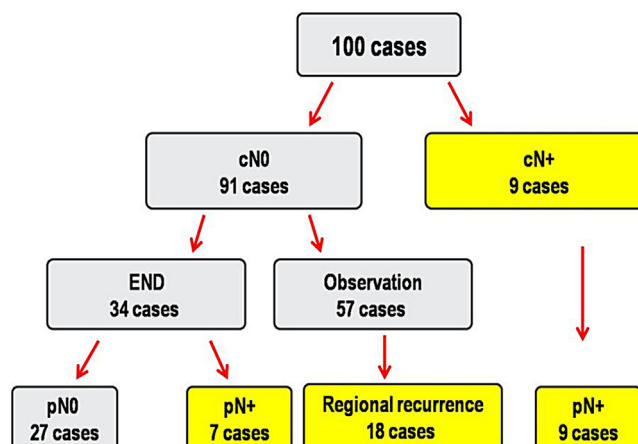 100 cases
cN0
91 cases
cN+
9 cases
END
34 cases
Observation
57 cases
pN0
27 cases
pN+
7 cases
Regional recurrence
18 cases
pN+
9 cases